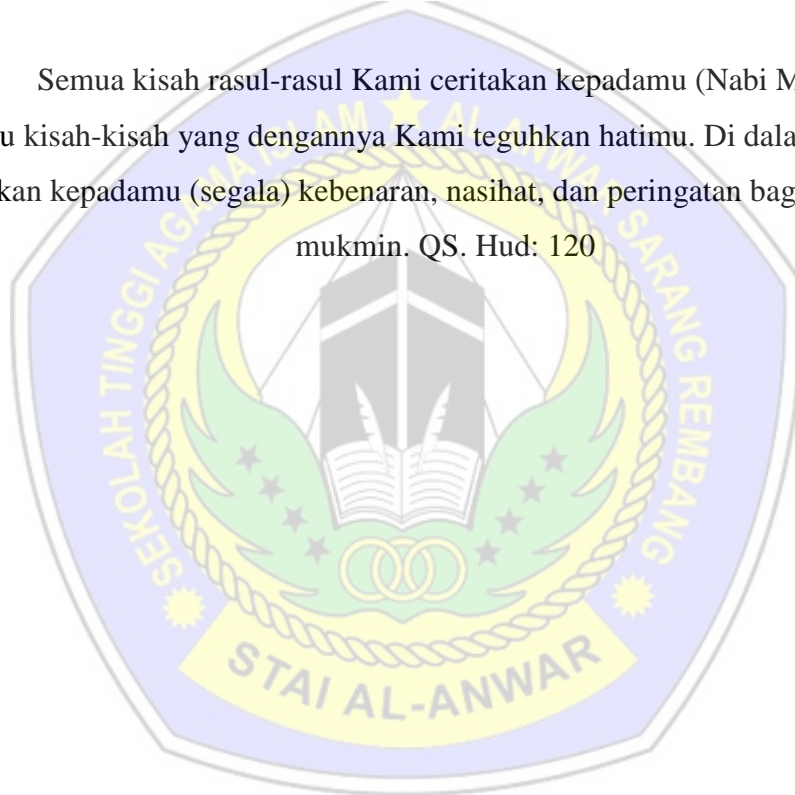 Semua kisah rasul-rasul Kami ceritakan kepadamu (Nabi M
u kisah-kisah yang dengannya Kami teguhkan hatimu. Di dala
kan kepadamu (segala) kebenaran, nasihat, dan peringatan bag
mukmin. QS. Hud: 120
SEKOLAH TINGGI AGAMA ISLAM ★ AL-ANWAR SARANG REMBANG
STAI AL-ANWAR